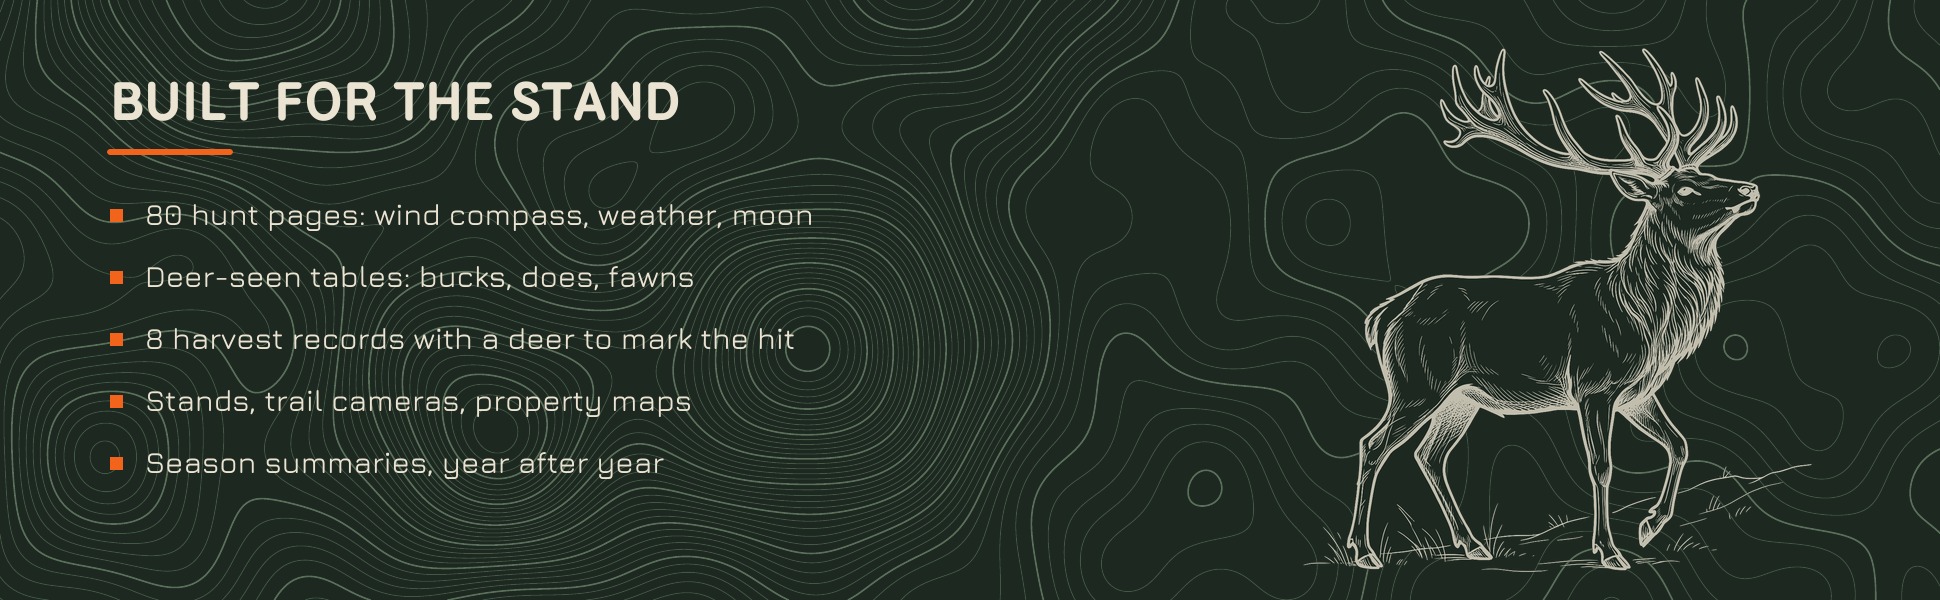 BUILT FOR THE STAND
80 hunt pages: wind compass, weather, moon
Deer-seen tables: bucks, does, fawns
8 harvest records with a deer to mark the hit
Stands, trail cameras, property maps
Season summaries, year after year